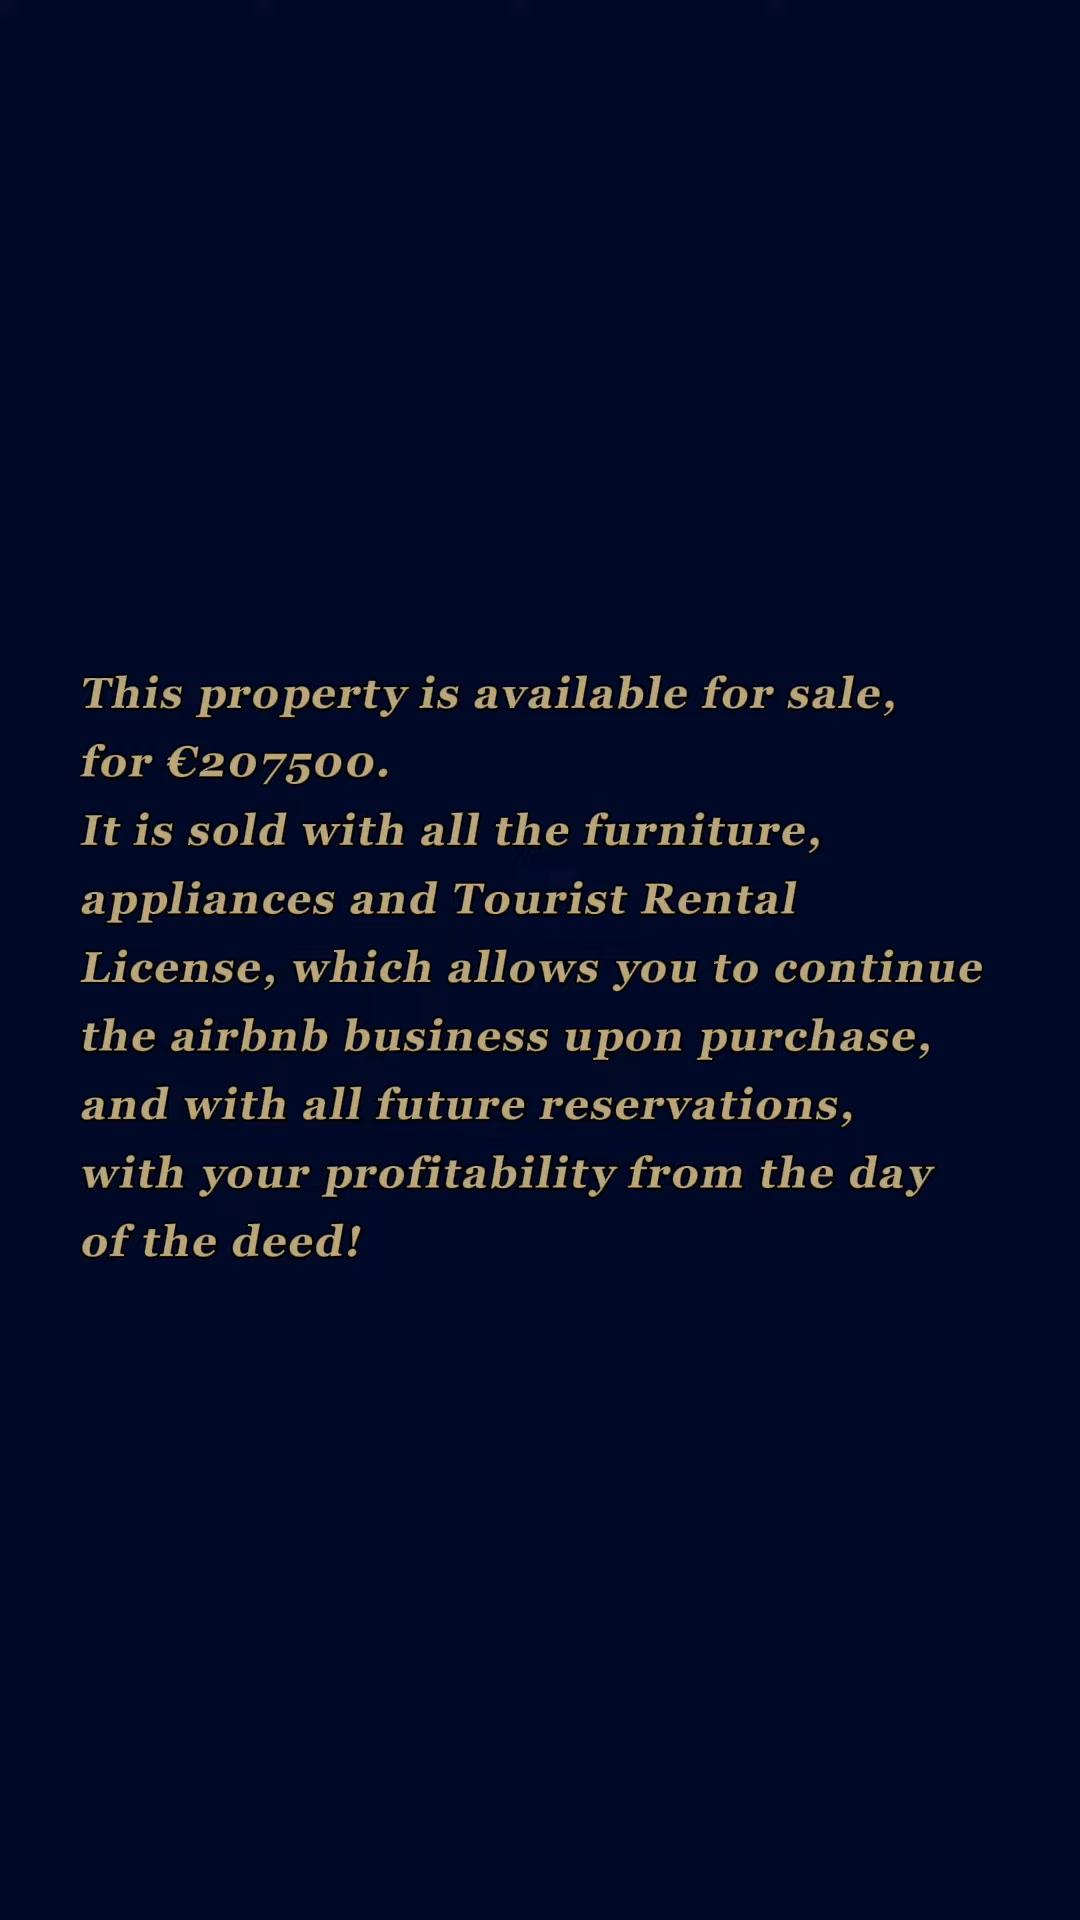 This property is available for sale,
for €207500.
It is sold with all the furniture,
appliances and Tourist Rental
License, which allows you to continue
the airbnb business upon purchase,
and with all future reservations,
with your profitability from the day
of the deed!